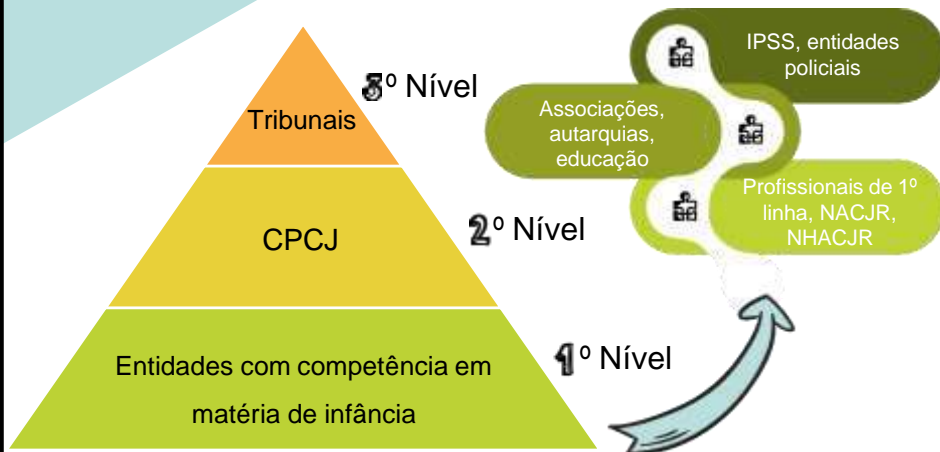 3º Nível
Tribunais
2º Nível
CPCJ
1º Nível
Entidades com competência em
matéria de infância
IPSS, entidades
policiais
Associações,
autarquias,
educação
Profissionais de 1º
linha, NACJR,
NHACJR